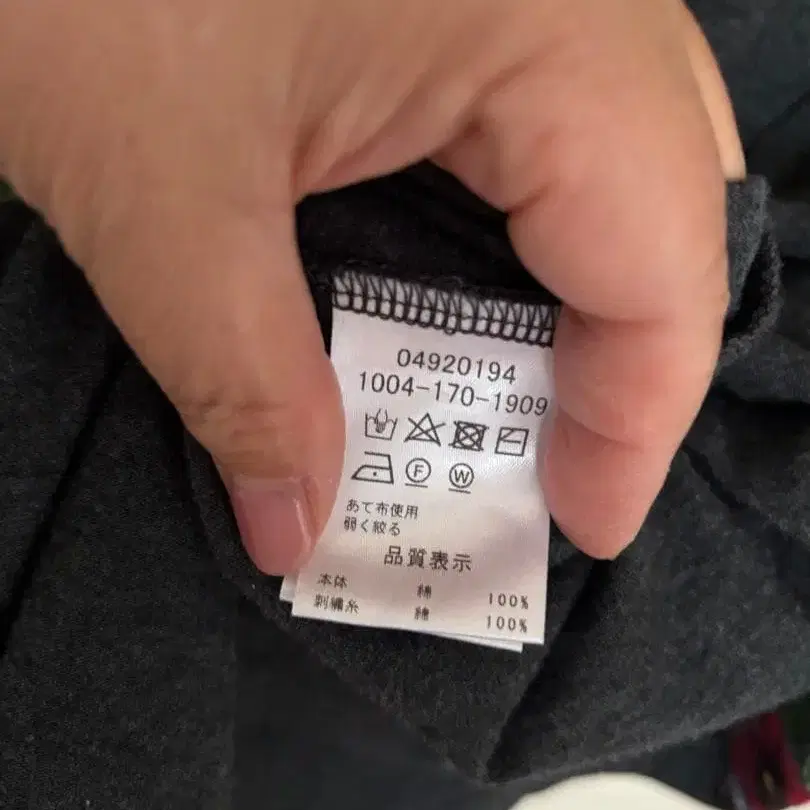 04920194
1004-170-1909
F W
あて布使用
弱く絞る
品質表示
本体 綿 100%
刺繍糸 綿 100%